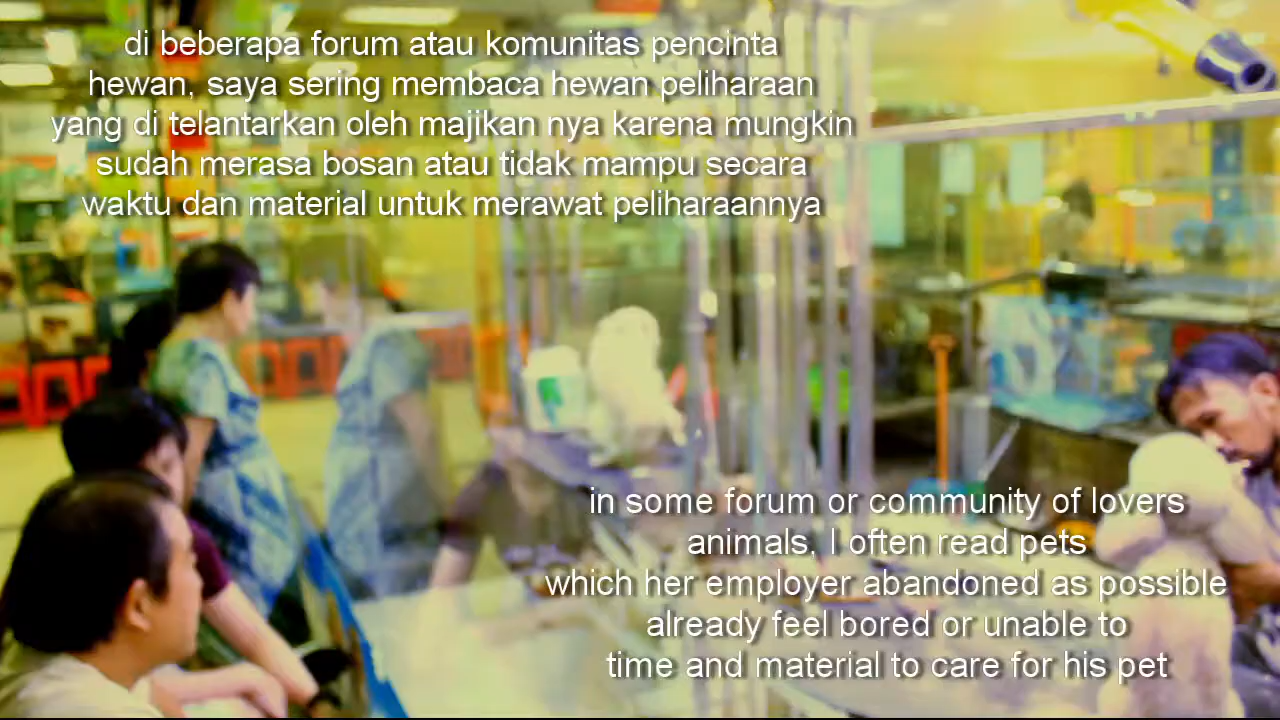 di beberapa forum atau komunitas pencinta
hewan, saya sering membaca hewan peliharaan
yang di telantarkan oleh majikan nya karena mungkin
sudah merasa bosan atau tidak mampu secara
waktu dan material untuk merawat peliharaannya
in some forum or community of lovers
animals, I often read pets
which her employer abandoned as possible
already feel bored or unable to
time and material to care for his pet